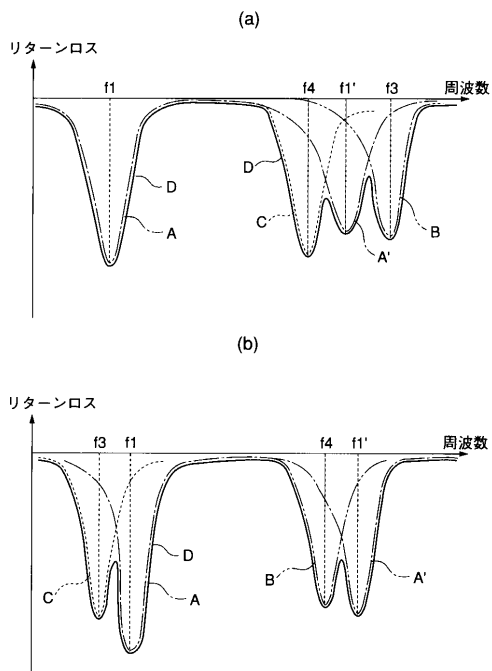 (a)
リターンロス
f1 f4 f1' f3 周波数
D D
C B
A A'
(b)
リターンロス
f3 f1 f4 f1' 周波数
D
C A B A'